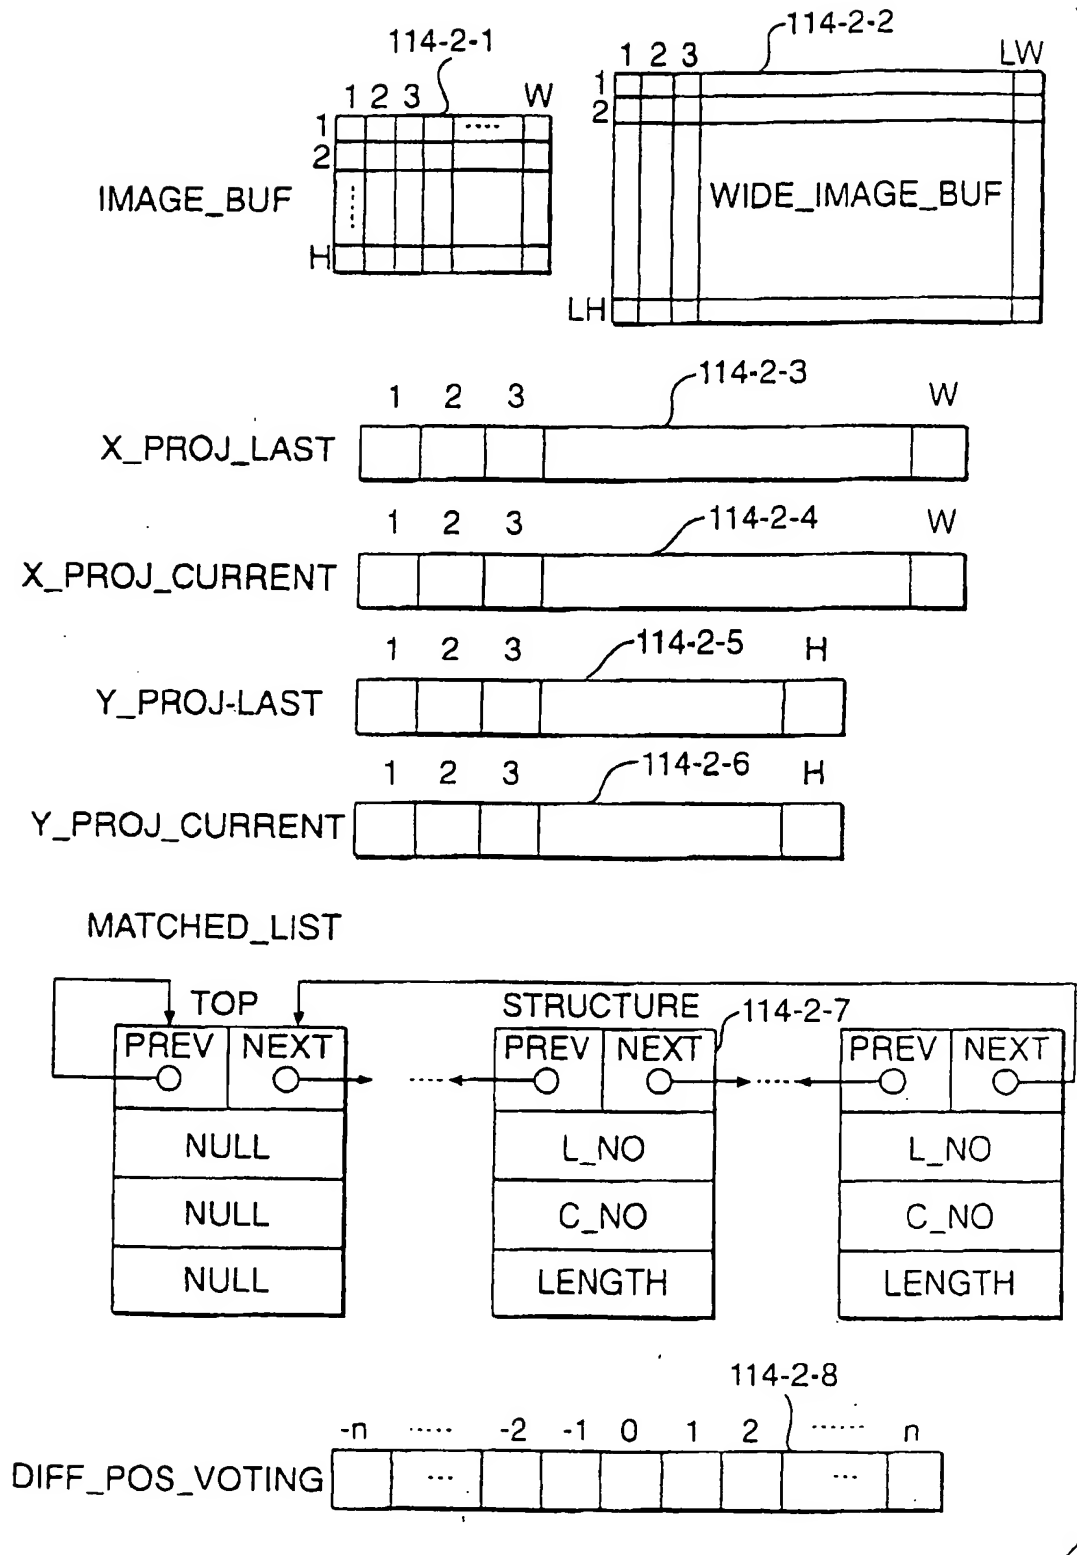 114-2-1
1 2 3 W
1 ....
2
IMAGE_BUF
H
114-2-2
1 2 3 LW
1
2
WIDE_IMAGE_BUF
LH
114-2-3
1 2 3 W
X_PROJ_LAST
114-2-4
1 2 3 W
X_PROJ_CURRENT
114-2-5
1 2 3 H
Y_PROJ-LAST
114-2-6
1 2 3 H
Y_PROJ_CURRENT
MATCHED_LIST
TOP STRUCTURE 114-2-7
PREV NEXT PREV NEXT PREV NEXT
..... .....
NULL L_NO L_NO
NULL C_NO C_NO
NULL LENGTH LENGTH
114-2-8
-n ..... -2 -1 0 1 2 ...... n
DIFF_POS_VOTING ... ...